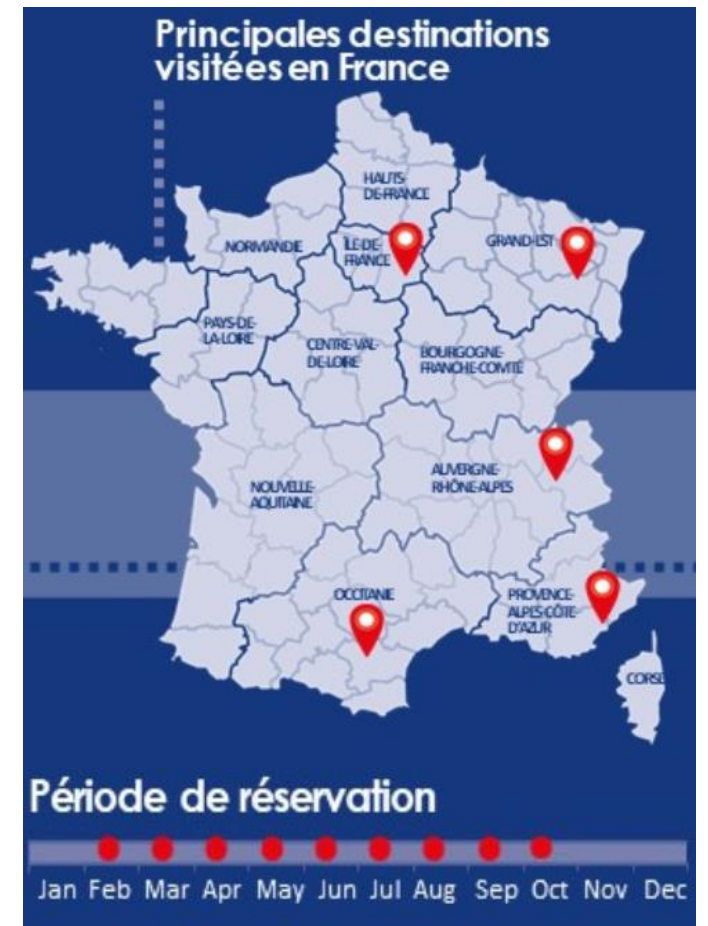 Principales destinations
visitées en France
HAUTS-
DE-FRANCE
NORMANDIE
ÎLE-DE-
FRANCE
GRAND-EST
PAYS-DE-
LA-LOIRE
CENTRE-VAL-
DE-LOIRE
BOURGOGNE-
FRANCHE-COMTÉ
AUVERGNE-
RHÔNE-ALPES
NOUVELLE-
AQUITAINE
OCCITANIE
PROVENCE-
ALPES-CÔTE
D'AZUR
CORSE
Période de réservation
Jan Feb Mar Apr May Jun Jul Aug Sep Oct Nov Dec